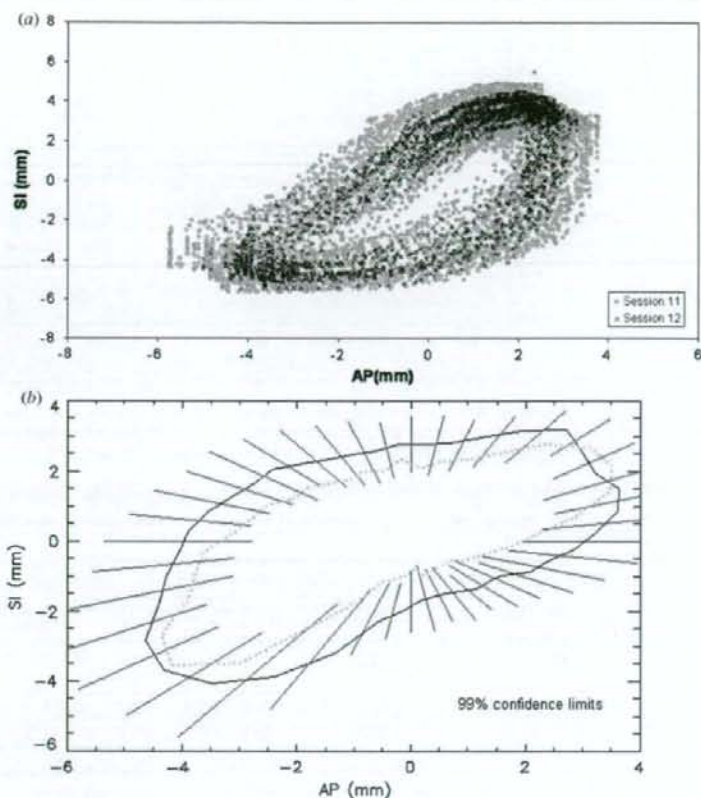 (a)
8
6
4
2
0
-2
-4
-6
-8
SI (mm)
-8 -6 -4 -2 0 2 4 6
AP(mm)
Session 11
Session 12
(b)
4
2
0
-2
-4
-6
SI (mm)
99% confidence limits
-6 -4 -2 0 2 4
AP (mm)